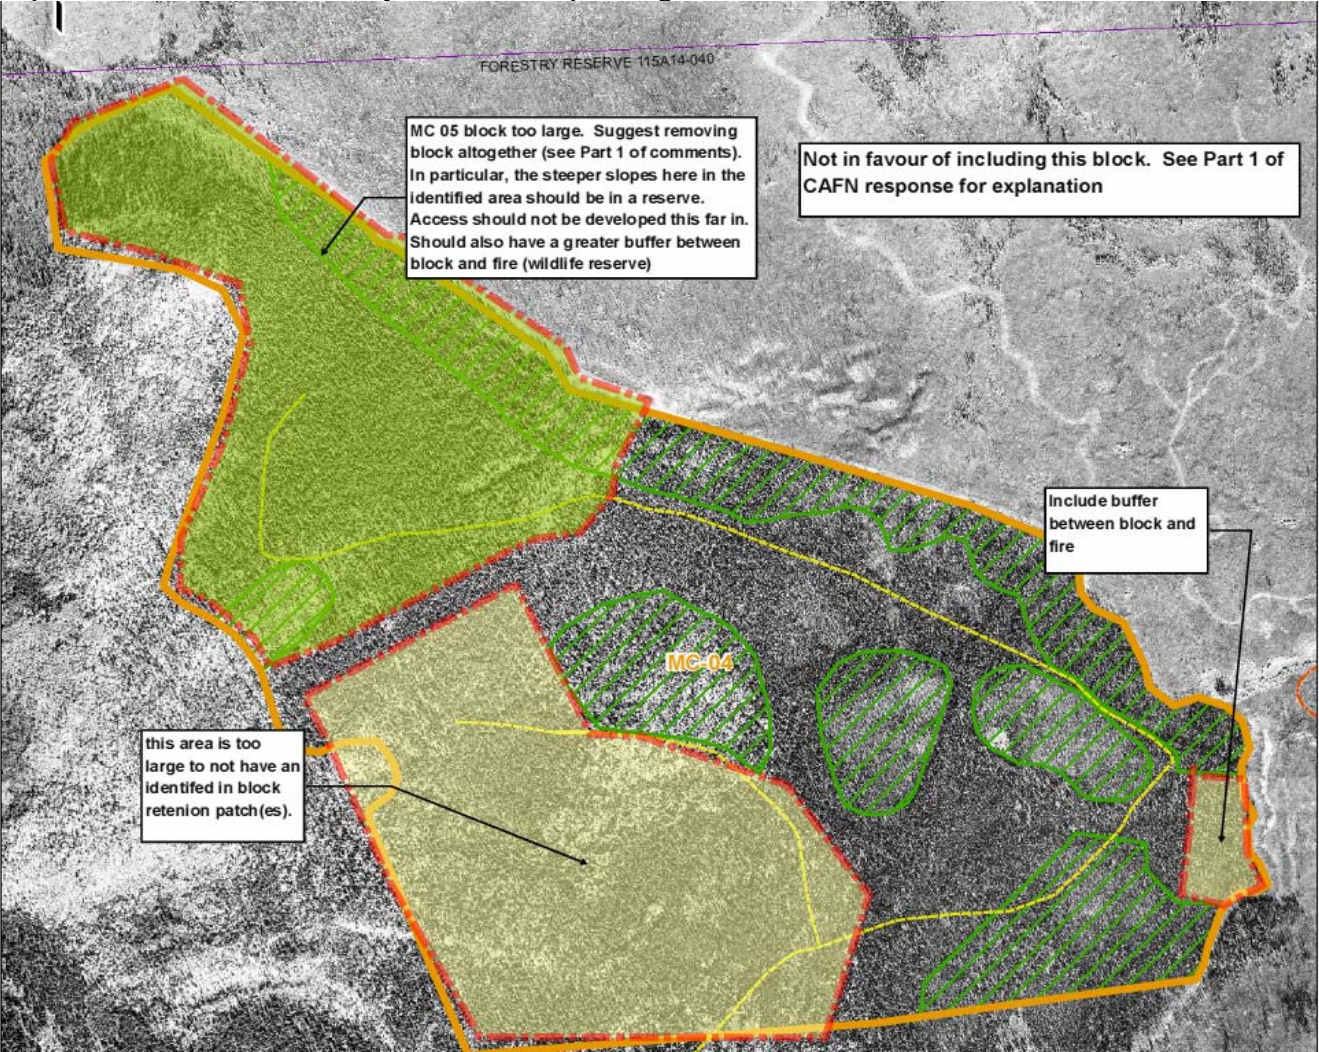 FORESTRY RESERVE 115A14-040
MC 05 block too large. Suggest removing
block altogether (see Part 1 of comments).
In particular, the steeper slopes here in the
identified area should be in a reserve.
Access should not be developed this far in.
Should also have a greater buffer between
block and fire (wildlife reserve)
Not in favour of including this block. See Part 1 of
CAFN response for explanation
Include buffer
between block and
fire
MC-04
this area is too
large to not have an
identifed in block
retenion patch(es).